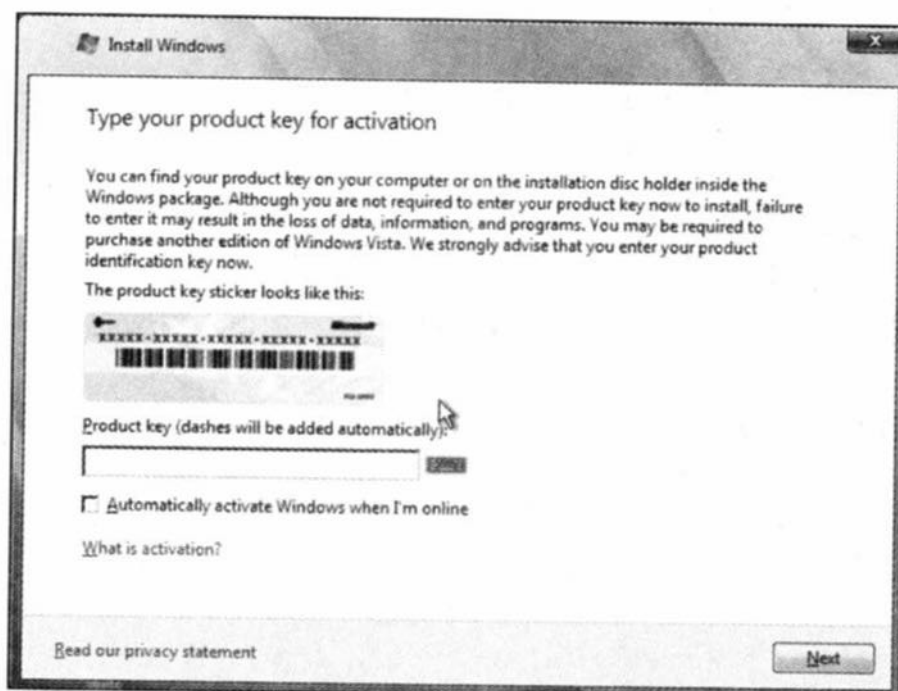 Install Windows
X
Type your product key for activation
You can find your product key on your computer or on the installation disc holder inside the
Windows package. Although you are not required to enter your product key now to install, failure
to enter it may result in the loss of data, information, and programs. You may be required to
purchase another edition of Windows Vista. We strongly advise that you enter your product
identification key now.
The product key sticker looks like this:
XXXXX-XXXXX-XXXXX-XXXXX-XXXXX
Product key (dashes will be added automatically):
Automatically activate Windows when I'm online
What is activation?
Read our privacy statement
Next